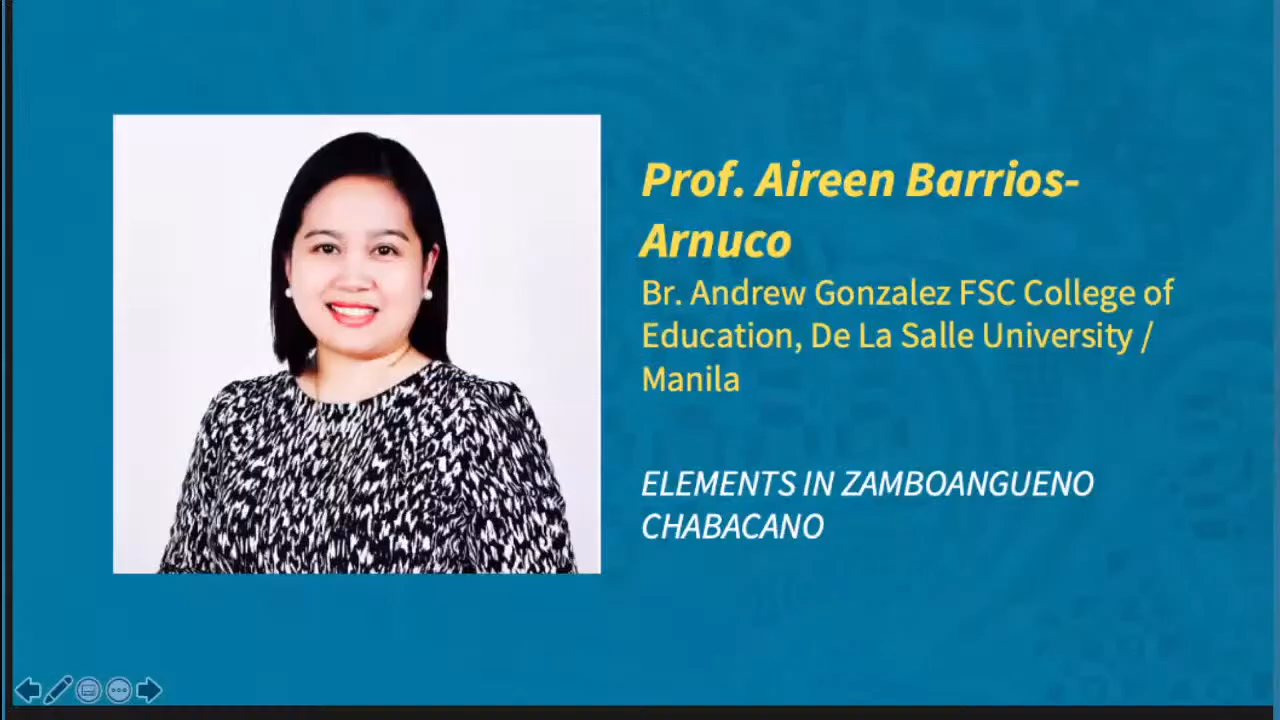 Prof. Aireen Barrios-
Arnuco
Br. Andrew Gonzalez FSC College of
Education, De La Salle University /
Manila
ELEMENTS IN ZAMBOANGUENO
CHABACANO